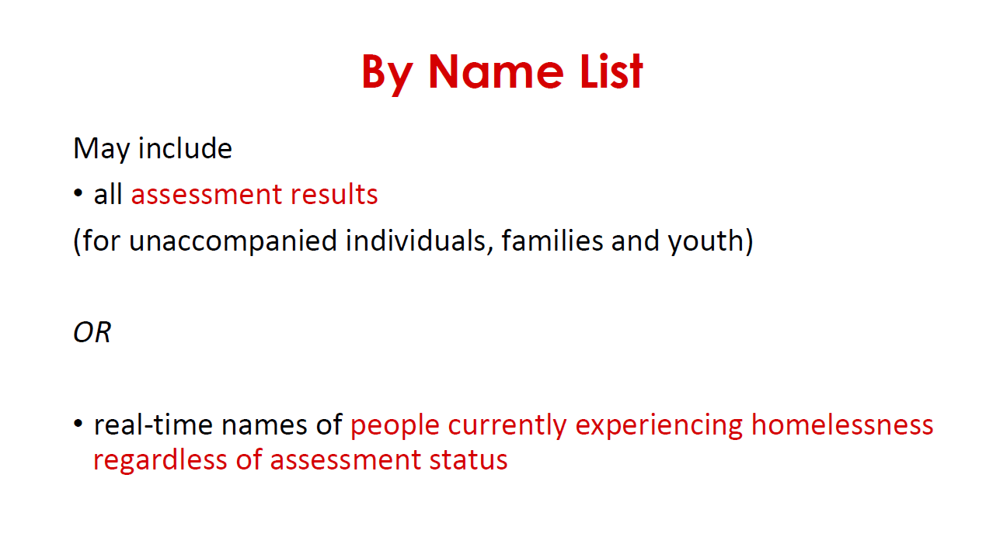 By Name List
May include
• all assessment results
(for unaccompanied individuals, families and youth)
OR
• real-time names of people currently experiencing homelessness
regardless of assessment status